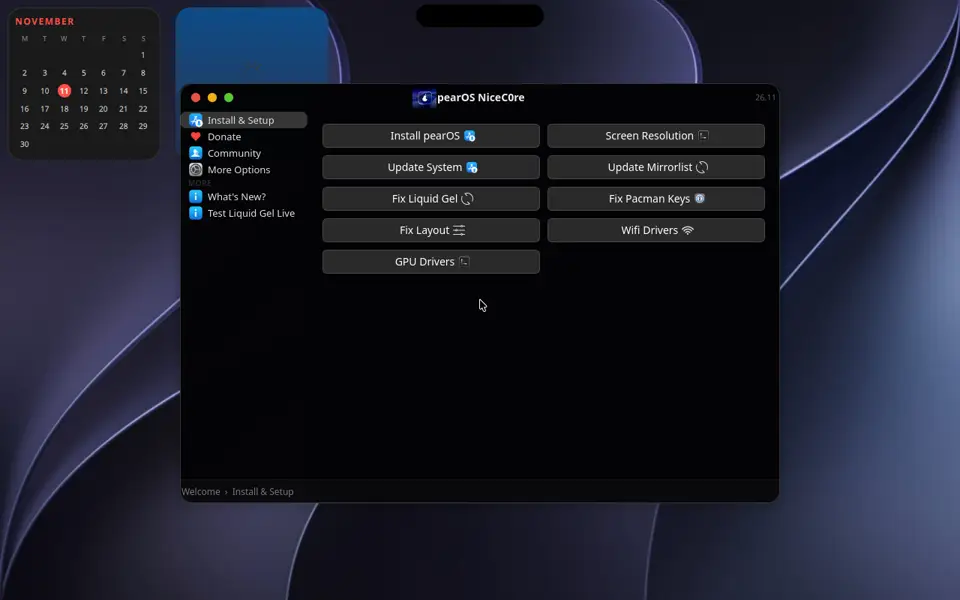 NOVEMBER
M T W T F S S
1
2 3 4 5 6 7 8
9 10 11 12 13 14 15
16 17 18 19 20 21 22
23 24 25 26 27 28 29
30
pearOS NiceC0re
26.11
Install & Setup
Donate
Community
More Options
MORE
What's New?
Test Liquid Gel Live
Install pearOS
Screen Resolution
Update System
Update Mirrorlist
Fix Liquid Gel
Fix Pacman Keys
Fix Layout
Wifi Drivers
GPU Drivers
Welcome › Install & Setup